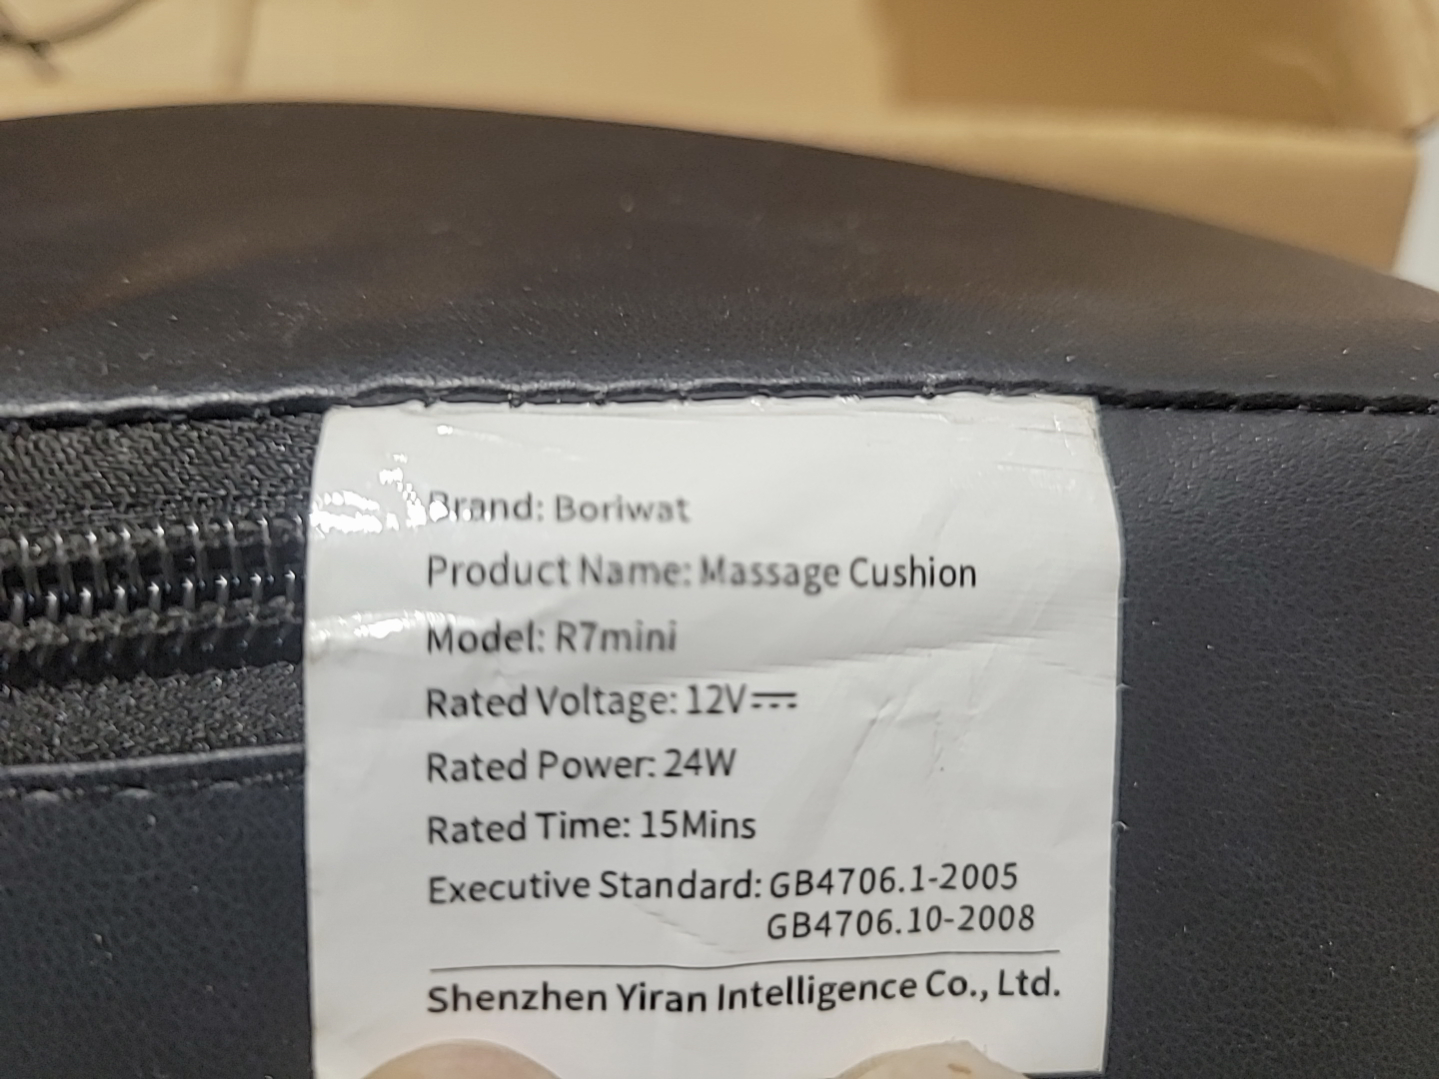 Brand: Boriwat
Product Name: Massage Cushion
Model: R7mini
Rated Voltage: 12V⎓
Rated Power: 24W
Rated Time: 15Mins
Executive Standard: GB4706.1-2005
GB4706.10-2008
Shenzhen Yiran Intelligence Co., Ltd.